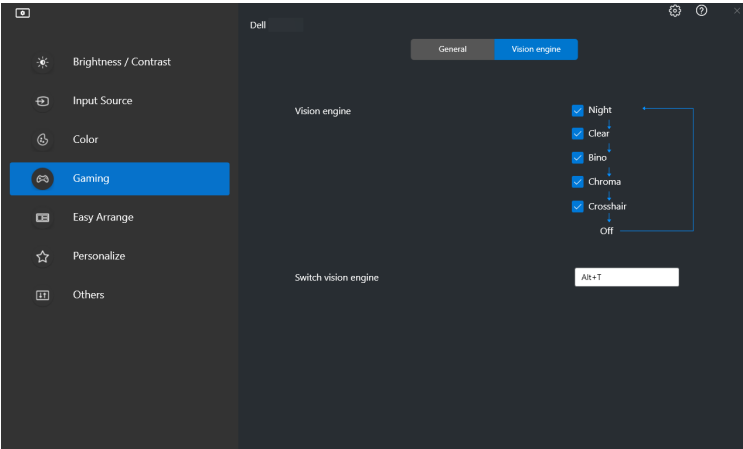 Dell
General
Vision engine
Brightness / Contrast
Input Source
Color
Gaming
Easy Arrange
Personalize
Others
Vision engine
Night
Clear
Bino
Chroma
Crosshair
Off
Switch vision engine
Alt+T